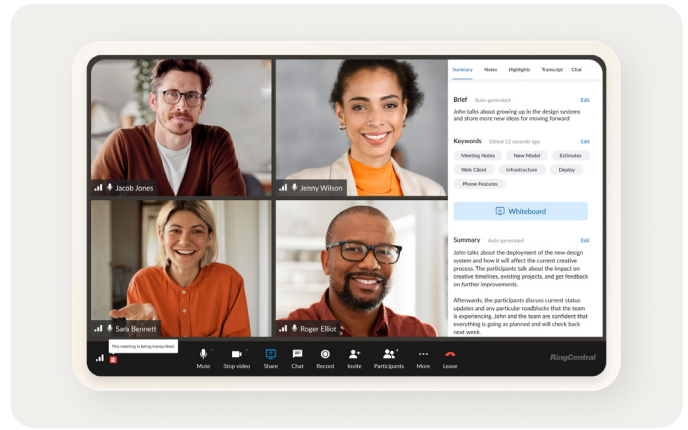 Summary Notes Highlights Transcript Chat
Brief Auto-generated Edit
John talks about growing up in the design systems
and share more new ideas for moving forward
Keywords Edited 12 seconds ago Edit
Meeting Notes New Model Estimates
Web Client Infrastructure Deploy
Phone Features
Whiteboard
Summary Auto-generated Edit
John talks about the deployment of the new design
system and how it will affect the current creative
process. The participants talk about the impact on
creative timelines, existing projects, and get feedback
on further improvements.
Afterwards, the participants discuss current status
updates and any particular roadblocks that the team
is experiencing. John and the team are confident that
everything is going as planned and will check back
next week.
Jacob Jones
Jenny Wilson
Sara Bennett
Roger Elliot
This meeting is being transcribed.
Mute Stop video Share Chat Record Invite Participants More Leave
4
RingCentral